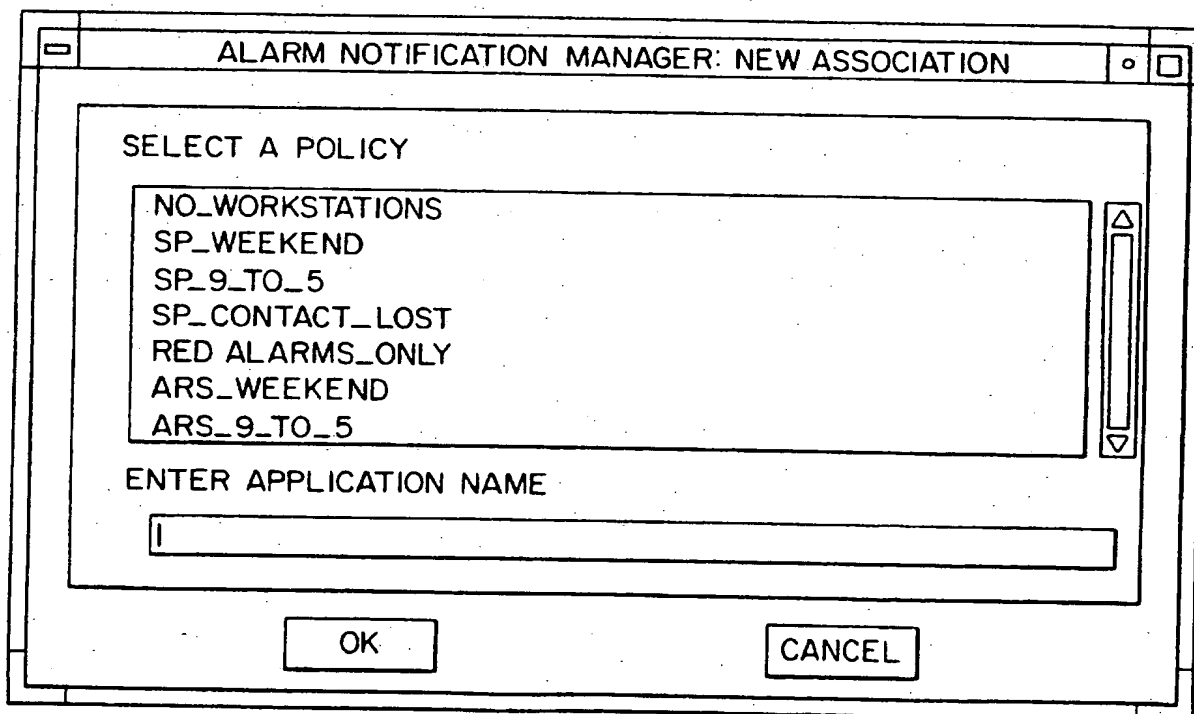 ALARM NOTIFICATION MANAGER: NEW ASSOCIATION
SELECT A POLICY
NO_WORKSTATIONS
SP_WEEKEND
SP_9_TO_5
SP_CONTACT_LOST
RED ALARMS_ONLY
ARS_WEEKEND
ARS_9_TO_5
ENTER APPLICATION NAME
OK
CANCEL